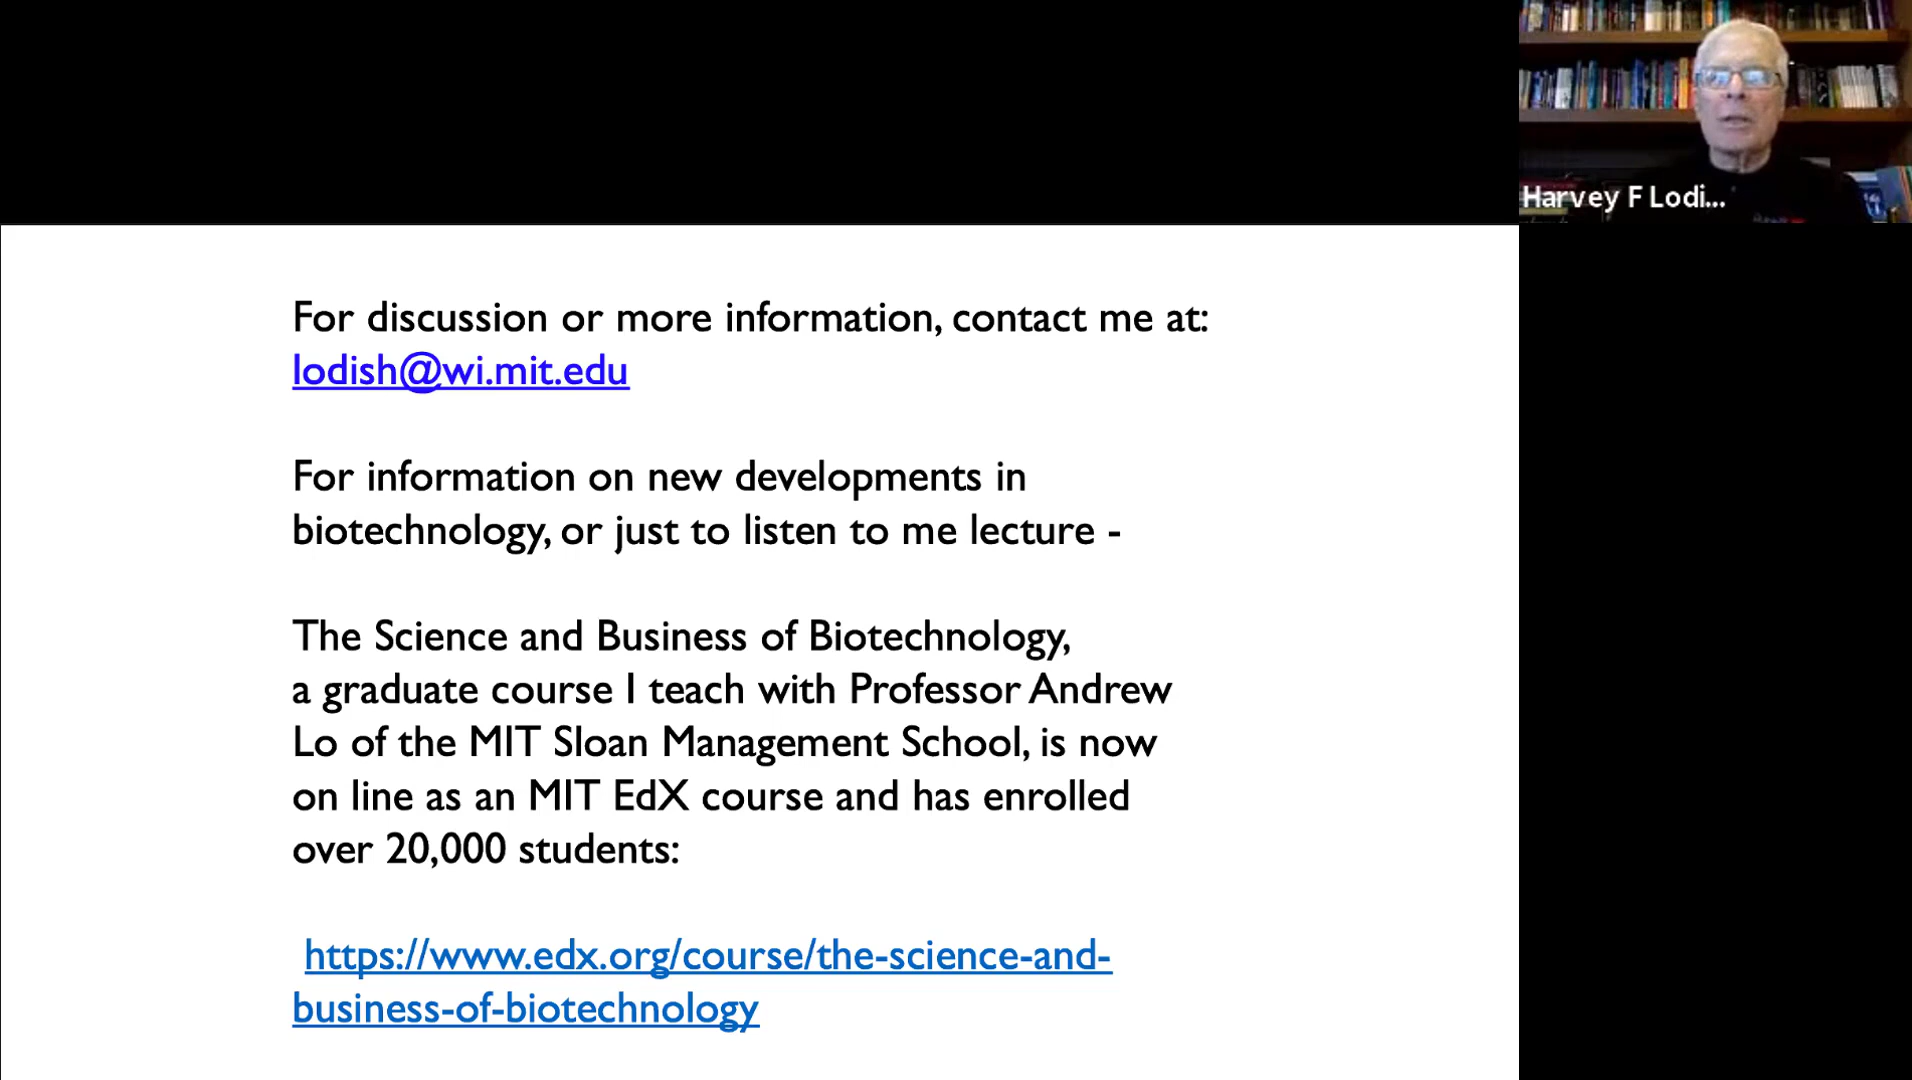 Harvey F Lodi...
For discussion or more information, contact me at:
lodish@wi.mit.edu
For information on new developments in
biotechnology, or just to listen to me lecture -
The Science and Business of Biotechnology,
a graduate course I teach with Professor Andrew
Lo of the MIT Sloan Management School, is now
on line as an MIT EdX course and has enrolled
over 20,000 students:
https://www.edx.org/course/the-science-and-
business-of-biotechnology